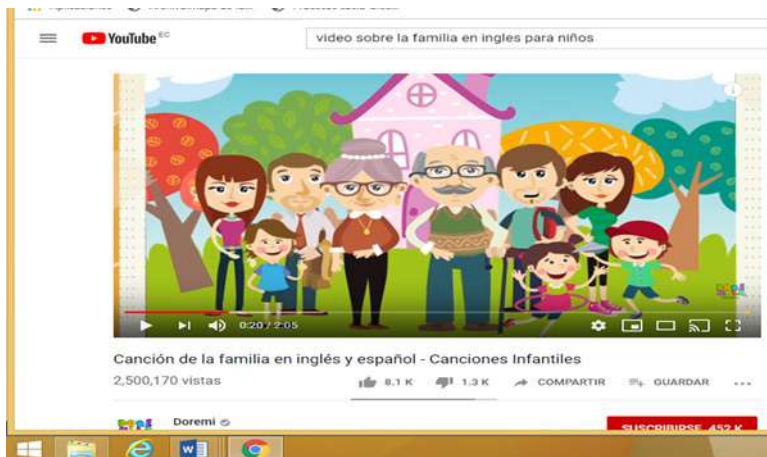 YouTube EC
video sobre la familia en ingles para niños
0:20 / 2:05
Canción de la familia en inglés y español - Canciones Infantiles
2,500,170 vistas
8.1 K 1.3 K COMPARTIR GUARDAR
Doremi
SUSCRIBIRSE 452 K